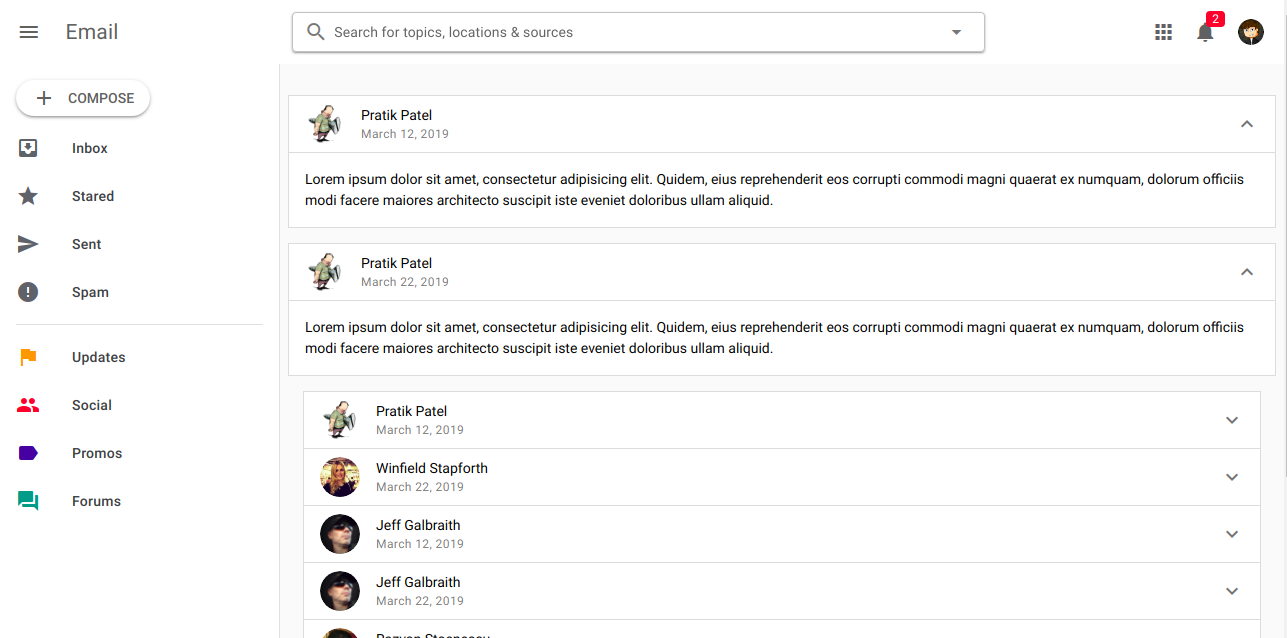 Email
Search for topics, locations & sources
2
COMPOSE
Inbox
Stared
Sent
Spam
Updates
Social
Promos
Forums
Pratik Patel
March 12, 2019
Lorem ipsum dolor sit amet, consectetur adipisicing elit. Quidem, eius reprehenderit eos corrupti commodi magni quaerat ex numquam, dolorum officiis
modi facere maiores architecto suscipit iste eveniet doloribus ullam aliquid.
Pratik Patel
March 22, 2019
Lorem ipsum dolor sit amet, consectetur adipisicing elit. Quidem, eius reprehenderit eos corrupti commodi magni quaerat ex numquam, dolorum officiis
modi facere maiores architecto suscipit iste eveniet doloribus ullam aliquid.
Pratik Patel
March 12, 2019
Winfield Stapforth
March 22, 2019
Jeff Galbraith
March 12, 2019
Jeff Galbraith
March 22, 2019